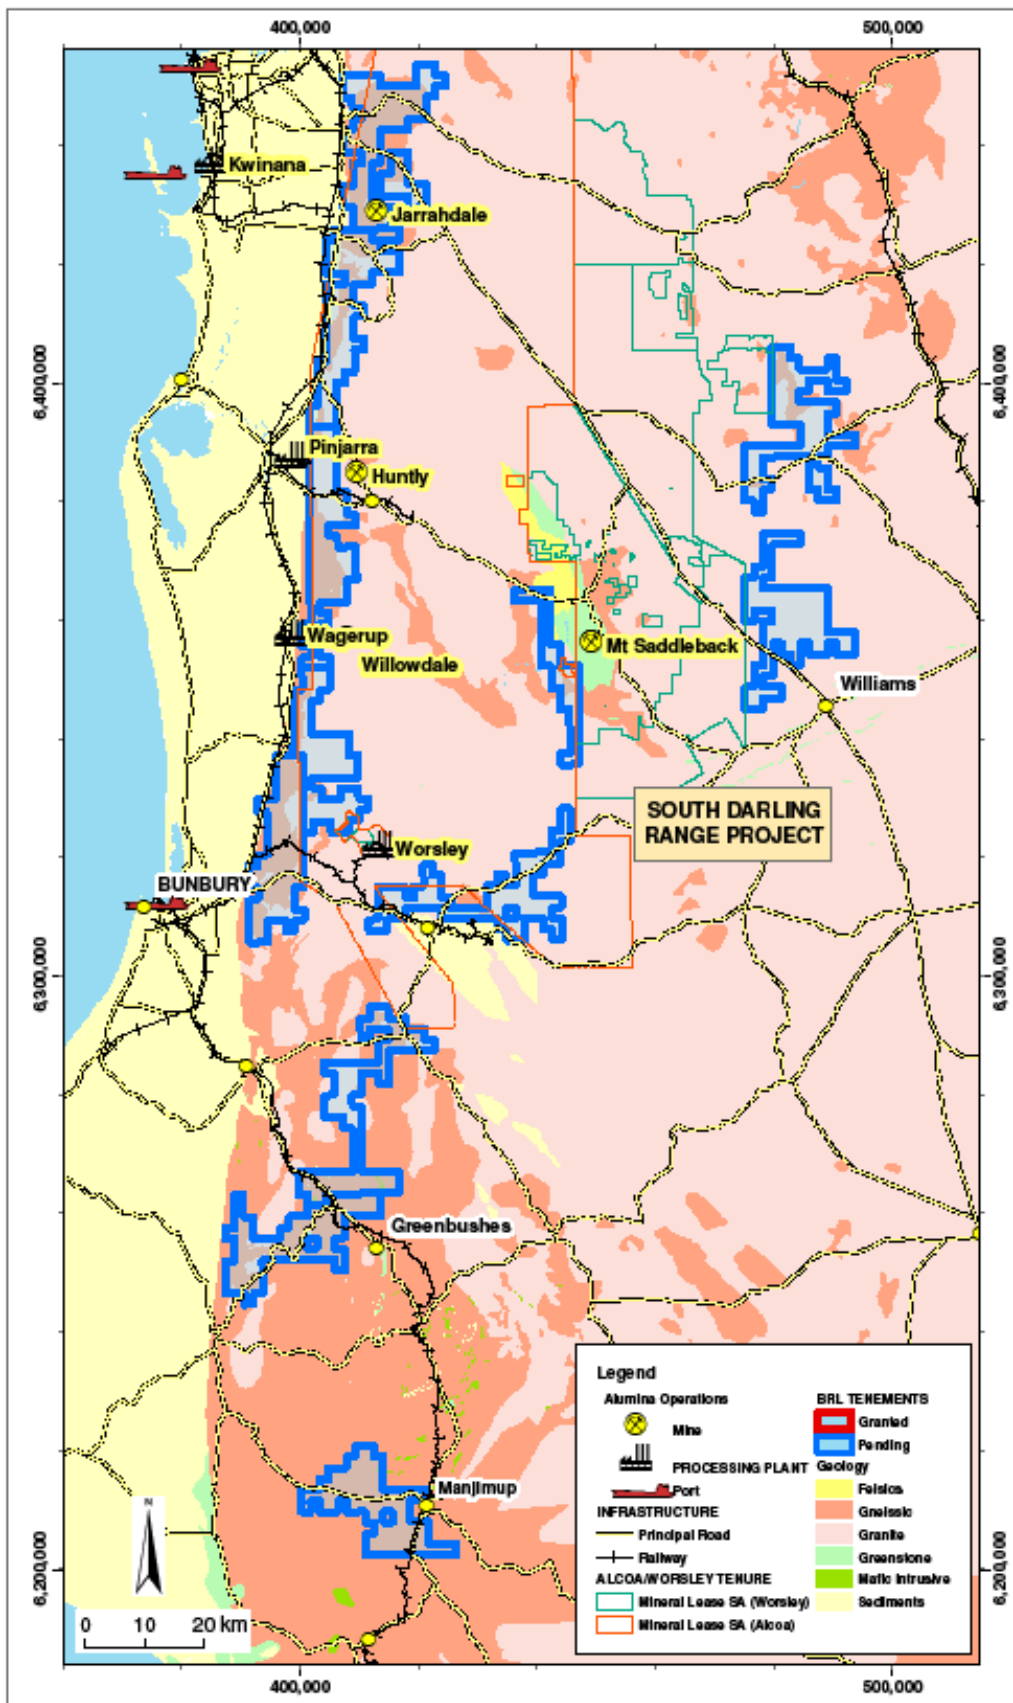 400,000
500,000
Kwinana
Jarrahdale
6,400,000
6,400,000
Pinjarra
Huntly
Wagerup
Willowdale
Mt Saddleback
Williams
SOUTH DARLING
RANGE PROJECT
Worsley
BUNBURY
6,300,000
6,300,000
Greenbushes
Manjimup
6,200,000
6,200,000
N
0 10 20 km
Legend
Alumina Operations
Mine
PROCESSING PLANT
Port
INFRASTRUCTURE
Principal Road
Railway
ALCOA/WORSLEY TENURE
Mineral Lease SA (Worsley)
Mineral Lease SA (Alcoa)
BRL TENEMENTS
Granted
Pending
Geology
Felsics
Gneissic
Granite
Greenstone
Mafic Intrusive
Sediments
400,000
500,000